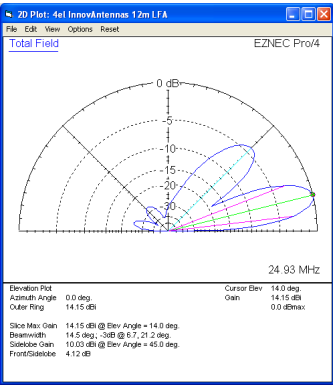 2D Plot: 4el InnovAntennas 12m LFA
File Edit View Options Reset
Total Field
EZNEC Pro/4
0 dB
-5
-10
-15
-20
-30
24.93 MHz
Elevation Plot
Cursor Elev 14.0 deg.
Azimuth Angle 0.0 deg.
Gain 14.15 dBi
Outer Ring 14.15 dBi
0.0 dBmax
Slice Max Gain 14.15 dBi @ Elev Angle = 14.0 deg.
Beamwidth 14.5 deg.; -3dB @ 6.7, 21.2 deg.
Sidelobe Gain 10.03 dBi @ Elev Angle = 45.0 deg.
Front/Sidelobe 4.12 dB